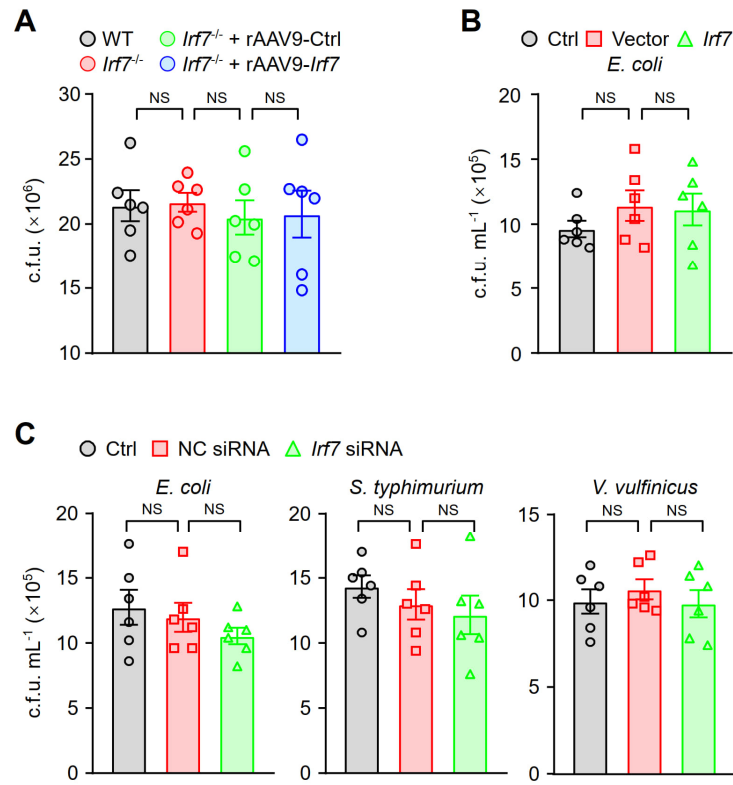 A
WT
Irf7-/- + rAAV9-Ctrl
Irf7-/-
Irf7-/- + rAAV9-Irf7
NS NS NS
c.f.u. (×10⁶)
30
25
20
15
10
B
Ctrl Vector Irf7
E. coli
NS NS
c.f.u. mL⁻¹ (×10⁵)
20
15
10
5
0
C
Ctrl NC siRNA Irf7 siRNA
E. coli
NS NS
c.f.u. mL⁻¹ (×10⁵)
20
15
10
5
0
S. typhimurium
NS NS
20
15
10
5
0
V. vulfinicus
NS NS
15
10
5
0